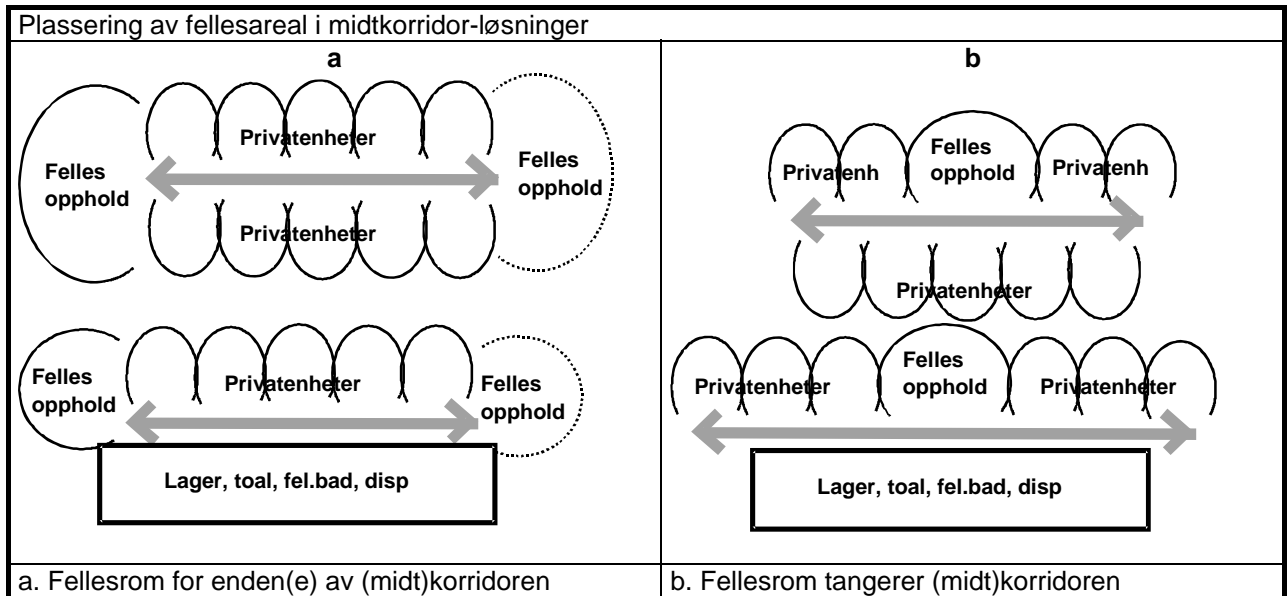 Plassering av fellesareal i midtkorridor-løsninger
a
Privatenheter
Felles
opphold
Felles
opphold
Privatenheter
Felles
opphold
Privatenheter
Felles
opphold
Lager, toal, fel.bad, disp
a. Fellesrom for enden(e) av (midt)korridoren
b
Felles
opphold
Privatenh
Privatenh
Privatenheter
Felles
opphold
Privatenheter
Privatenheter
Lager, toal, fel.bad, disp
b. Fellesrom tangerer (midt)korridoren